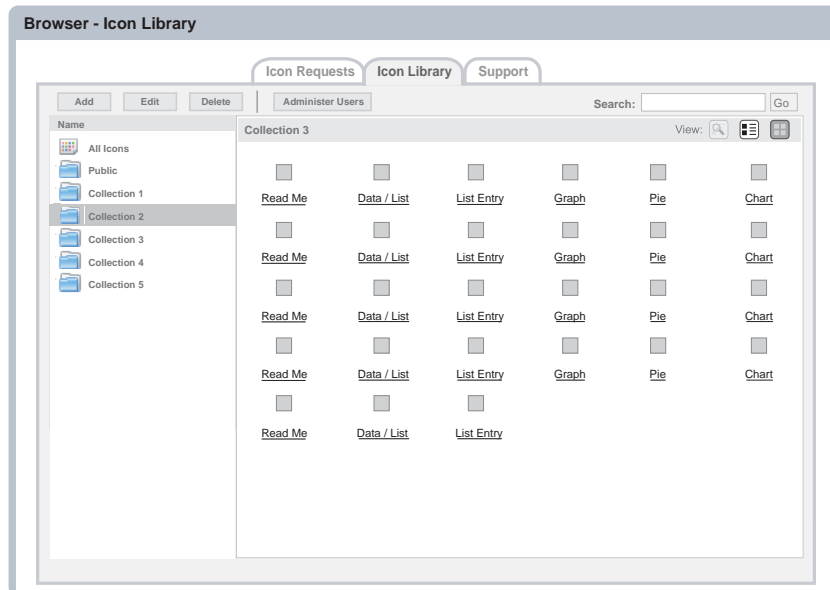 Browser - Icon Library
Icon Requests Icon Library Support
Add Edit Delete Administer Users Search: Go
Name
All Icons
Public
Collection 1
Collection 2
Collection 3
Collection 4
Collection 5
Collection 3 View:
Read Me Data / List List Entry Graph Pie Chart
Read Me Data / List List Entry Graph Pie Chart
Read Me Data / List List Entry Graph Pie Chart
Read Me Data / List List Entry Graph Pie Chart
Read Me Data / List List Entry